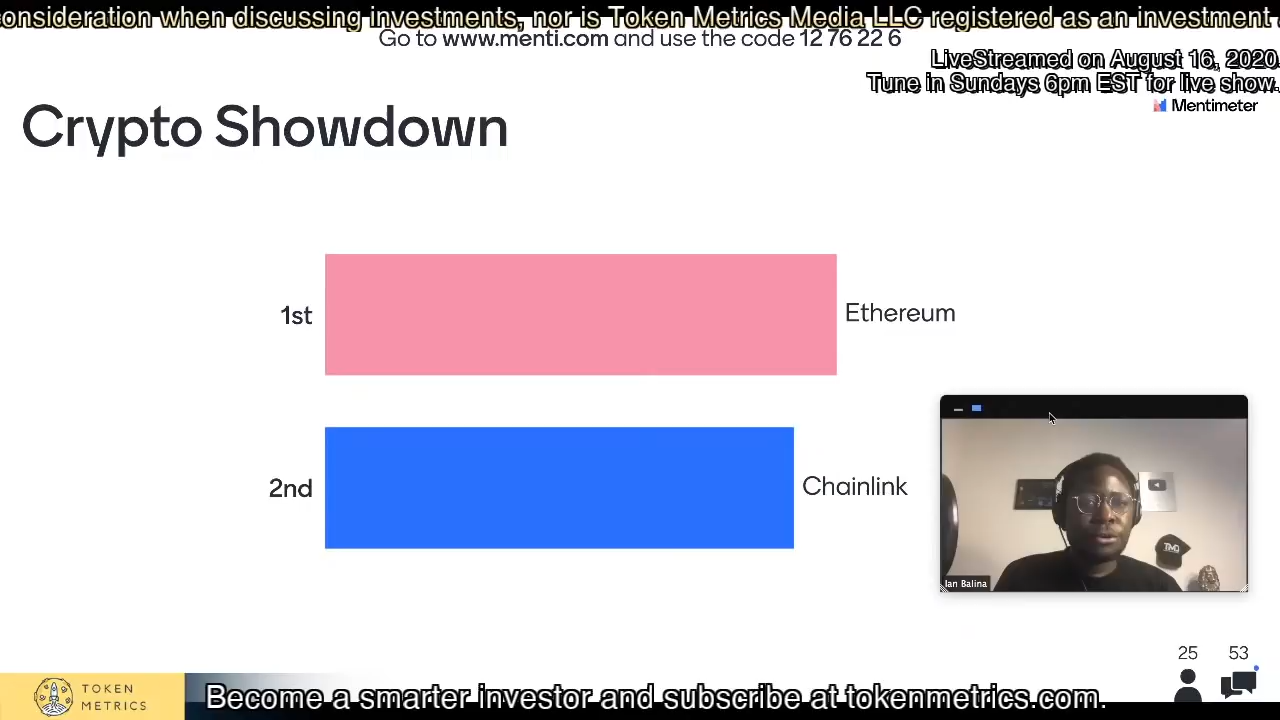 onsideration when discussing investments, nor is Token Metrics Media LLC registered as an investment
Go to www.menti.com and use the code 12 76 22 6
LiveStreamed on August 16, 2020.
Tune in Sundays 6pm EST for live show.
Mentimeter
Crypto Showdown
1st
Ethereum
2nd
Chainlink
TMQ
Ian Balina
25
53
TOKEN
METRICS
Become a smarter investor and subscribe at tokenmetrics.com.